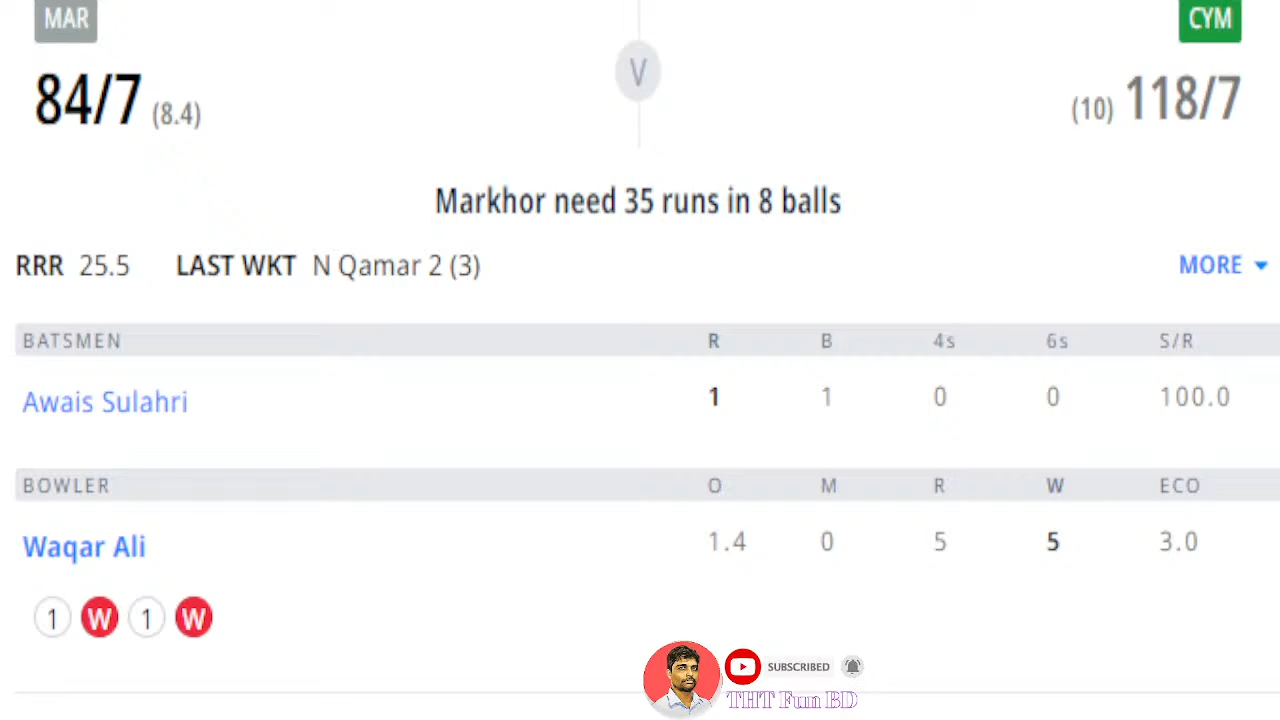 MAR CYM
V
84/7 (8.4) (10) 118/7
Markhor need 35 runs in 8 balls
RRR 25.5 LAST WKT N Qamar 2 (3) MORE
BATSMEN R B 4s 6s S/R
Awais Sulahri 1 1 0 0 100.0
BOWLER O M R W ECO
Waqar Ali 1.4 0 5 5 3.0
1 W 1 W
SUBSCRIBED
THT Fun BD